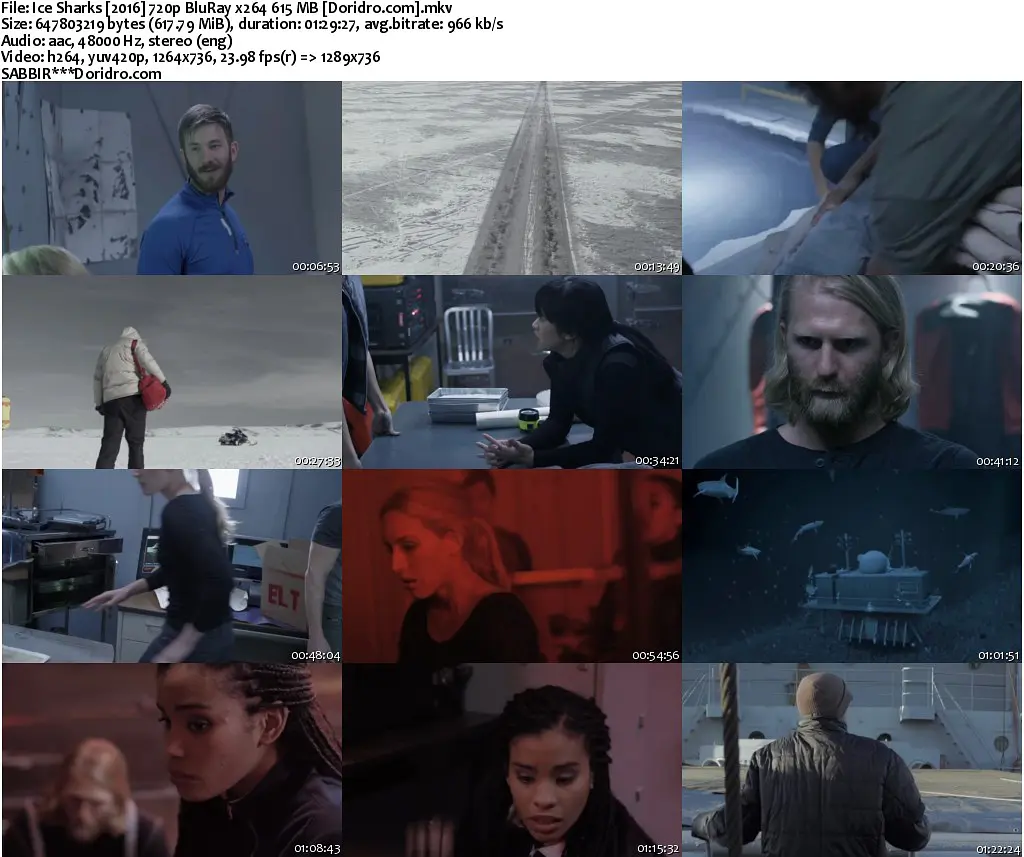 File: Ice Sharks [2016] 720p BluRay x264 615 MB [Doridro.com].mkv
Size: 647803219 bytes (617.79 MiB), duration: 01:29:27, avg.bitrate: 966 kb/s
Audio: aac, 48000 Hz, stereo (eng)
Video: h264, yuv420p, 1264x736, 23.98 fps(r) => 1289x736
SABBIR***Doridro.com
00:06:53
00:13:49
00:20:36
00:27:33
00:34:21
00:41:12
ELT
00:48:04
00:54:56
01:01:51
01:08:43
01:15:32
01:22:24